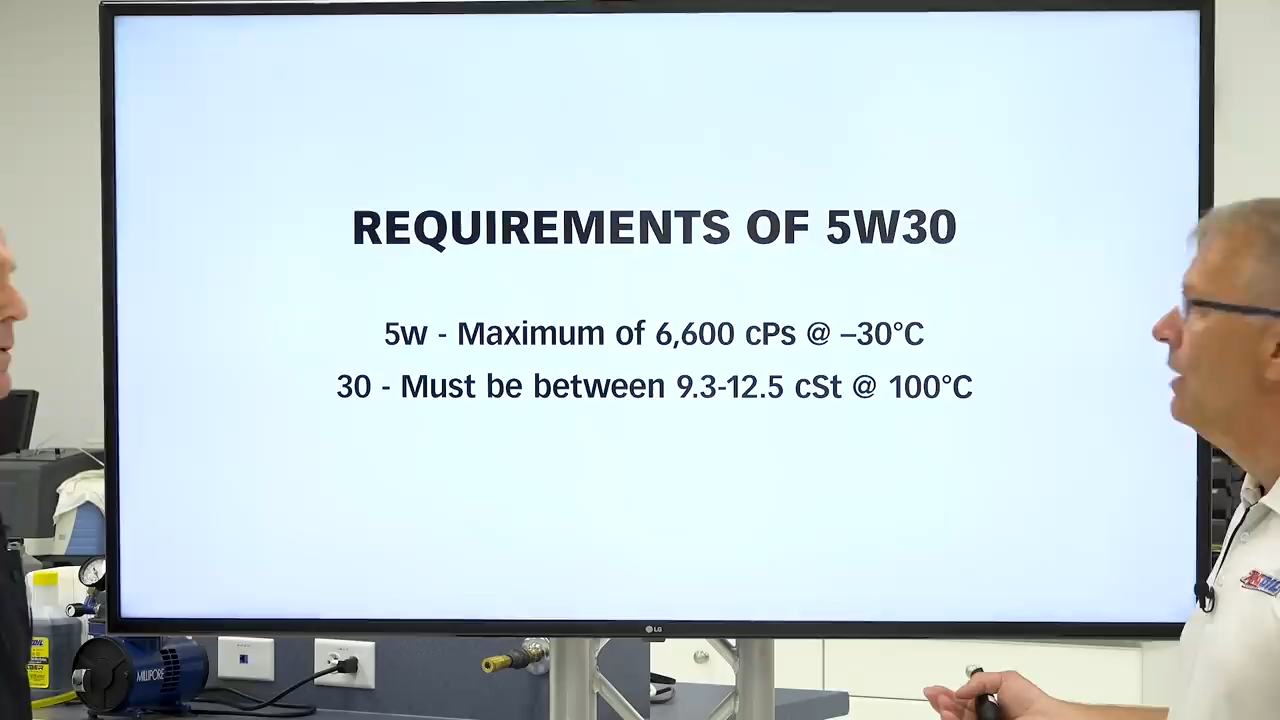 REQUIREMENTS OF 5W30
5w - Maximum of 6,600 cPs @ –30°C
30 - Must be between 9.3-12.5 cSt @ 100°C
LG
MILLIPORE